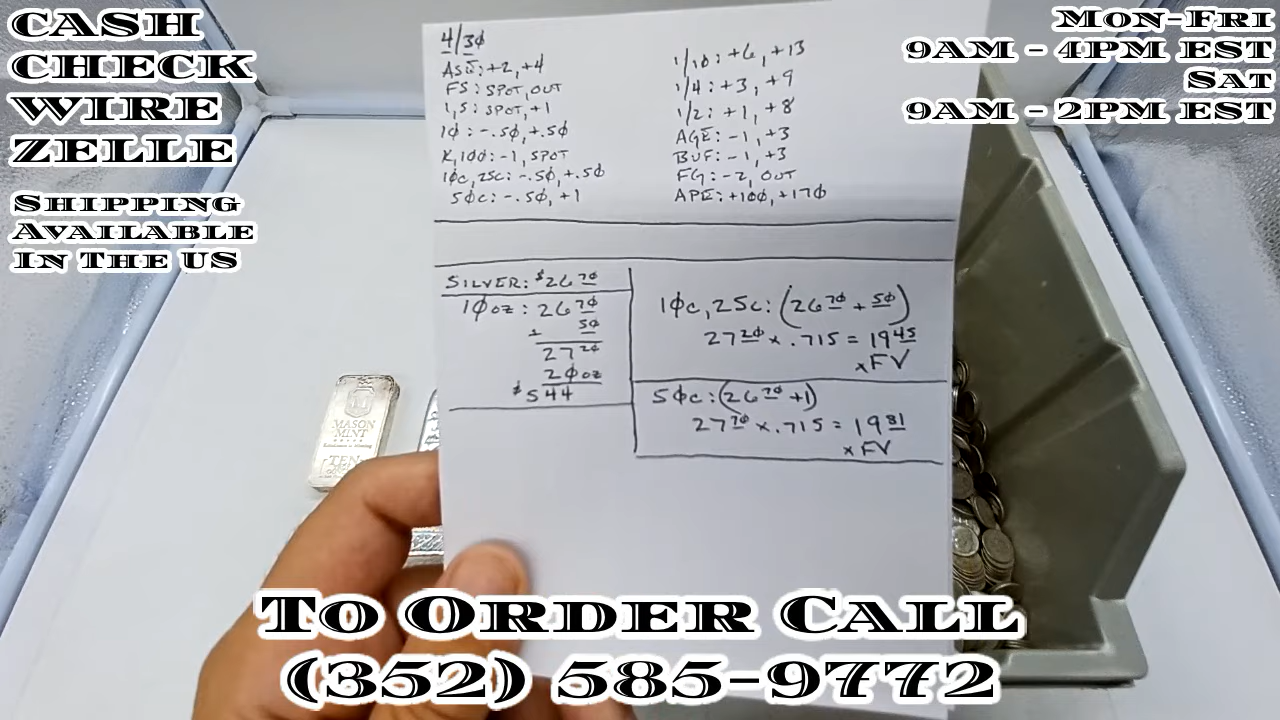 CASH
CHECK
WIRE
ZELLE
SHIPPING
AVAILABLE
IN THE US
MON-FRI
9AM - 4PM EST
SAT
9AM - 2PM EST
4/30
ASE: +2, +4
FS: SPOT, OUT
1, 5: SPOT, +1
10: -.50, +.50
K, 100: -1, SPOT
10c, 25c: -.50, +.50
50c: -.50, +1
1/10: +6, +13
1/4: +3, +9
1/2: +1, +8
AGE: -1, +3
BUF: -1, +3
FG: -2, OUT
APE: +100, +170
SILVER: $26 70
10oz: 26 70
+ 50
27 20
20oz
$544
10c, 25c: (26 70 + 50)
27 20 x .715 = 19 45
xFV
50c: (26 70 + 1)
27 70 x .715 = 19 81
xFV
MASON
MINT
TEN
TO ORDER CALL
(352) 585-9772